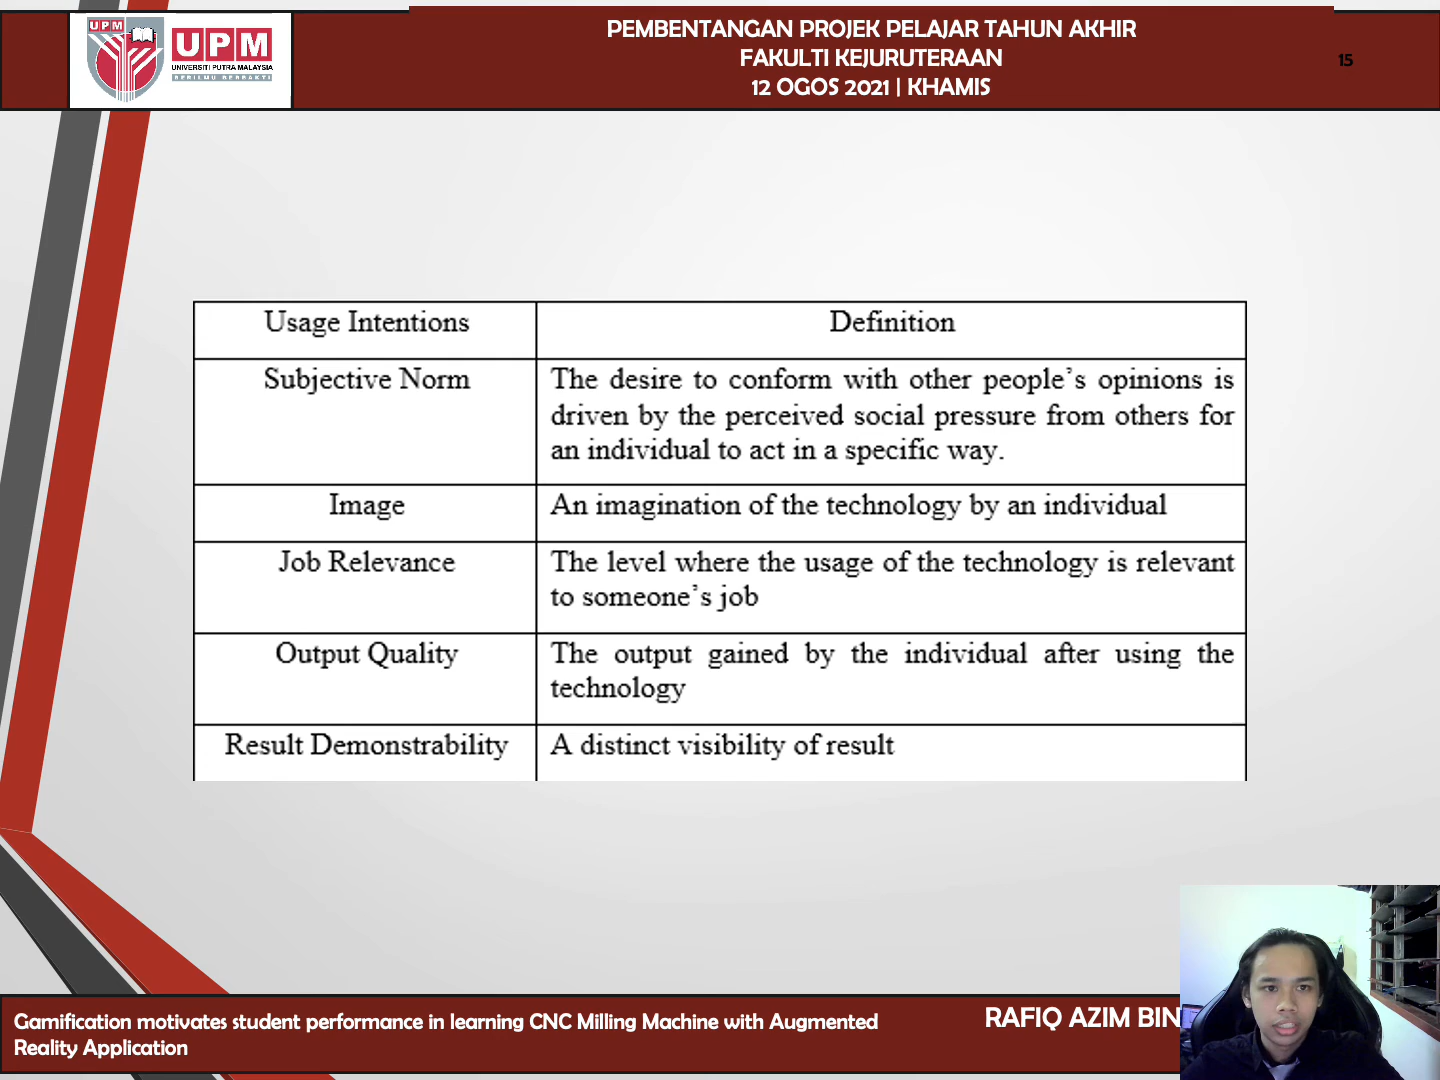 UPM
UPM
UNIVERSITI PUTRA MALAYSIA
BERILMU BERBAKTI
PEMBENTANGAN PROJEK PELAJAR TAHUN AKHIR
FAKULTI KEJURUTERAAN
12 OGOS 2021 | KHAMIS
15
Usage Intentions
Definition
Subjective Norm
The desire to conform with other people's opinions is
driven by the perceived social pressure from others for
an individual to act in a specific way.
Image
An imagination of the technology by an individual
Job Relevance
The level where the usage of the technology is relevant
to someone's job
Output Quality
The output gained by the individual after using the
technology
Result Demonstrability
A distinct visibility of result
Gamification motivates student performance in learning CNC Milling Machine with Augmented
Reality Application
RAFIQ AZIM BIN